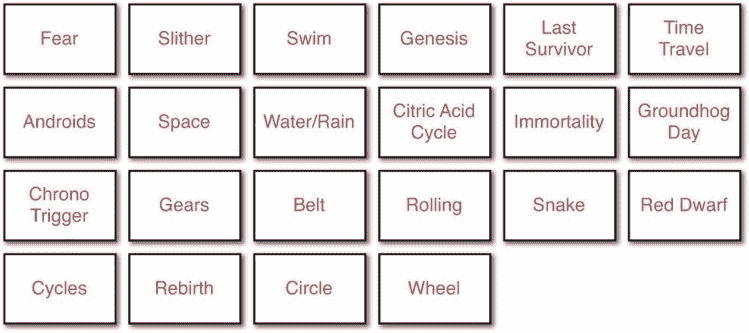 Fear
Slither
Swim
Genesis
Last
Survivor
Time
Travel
Androids
Space
Water/Rain
Citric Acid
Cycle
Immortality
Groundhog
Day
Chrono
Trigger
Gears
Belt
Rolling
Snake
Red Dwarf
Cycles
Rebirth
Circle
Wheel